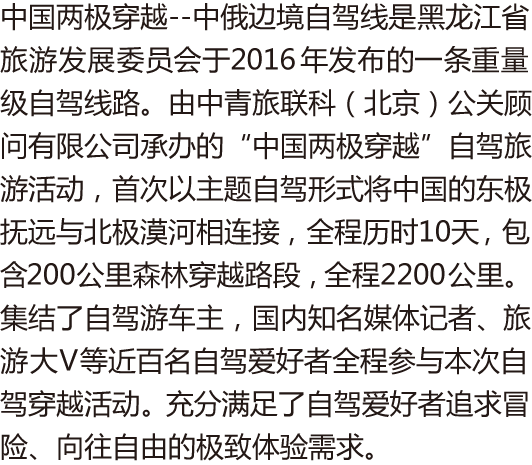 中国两极穿越--中俄边境自驾线是黑龙江省
旅游发展委员会于2016年发布的一条重量
级自驾线路。由中青旅联科（北京）公关顾
问有限公司承办的“中国两极穿越”自驾旅
游活动，首次以主题自驾形式将中国的东极
抚远与北极漠河相连接，全程历时10天，包
含200公里森林穿越路段，全程2200公里。
集结了自驾游车主，国内知名媒体记者、旅
游大V等近百名自驾爱好者全程参与本次自
驾穿越活动。充分满足了自驾爱好者追求冒
险、向往自由的极致体验需求。